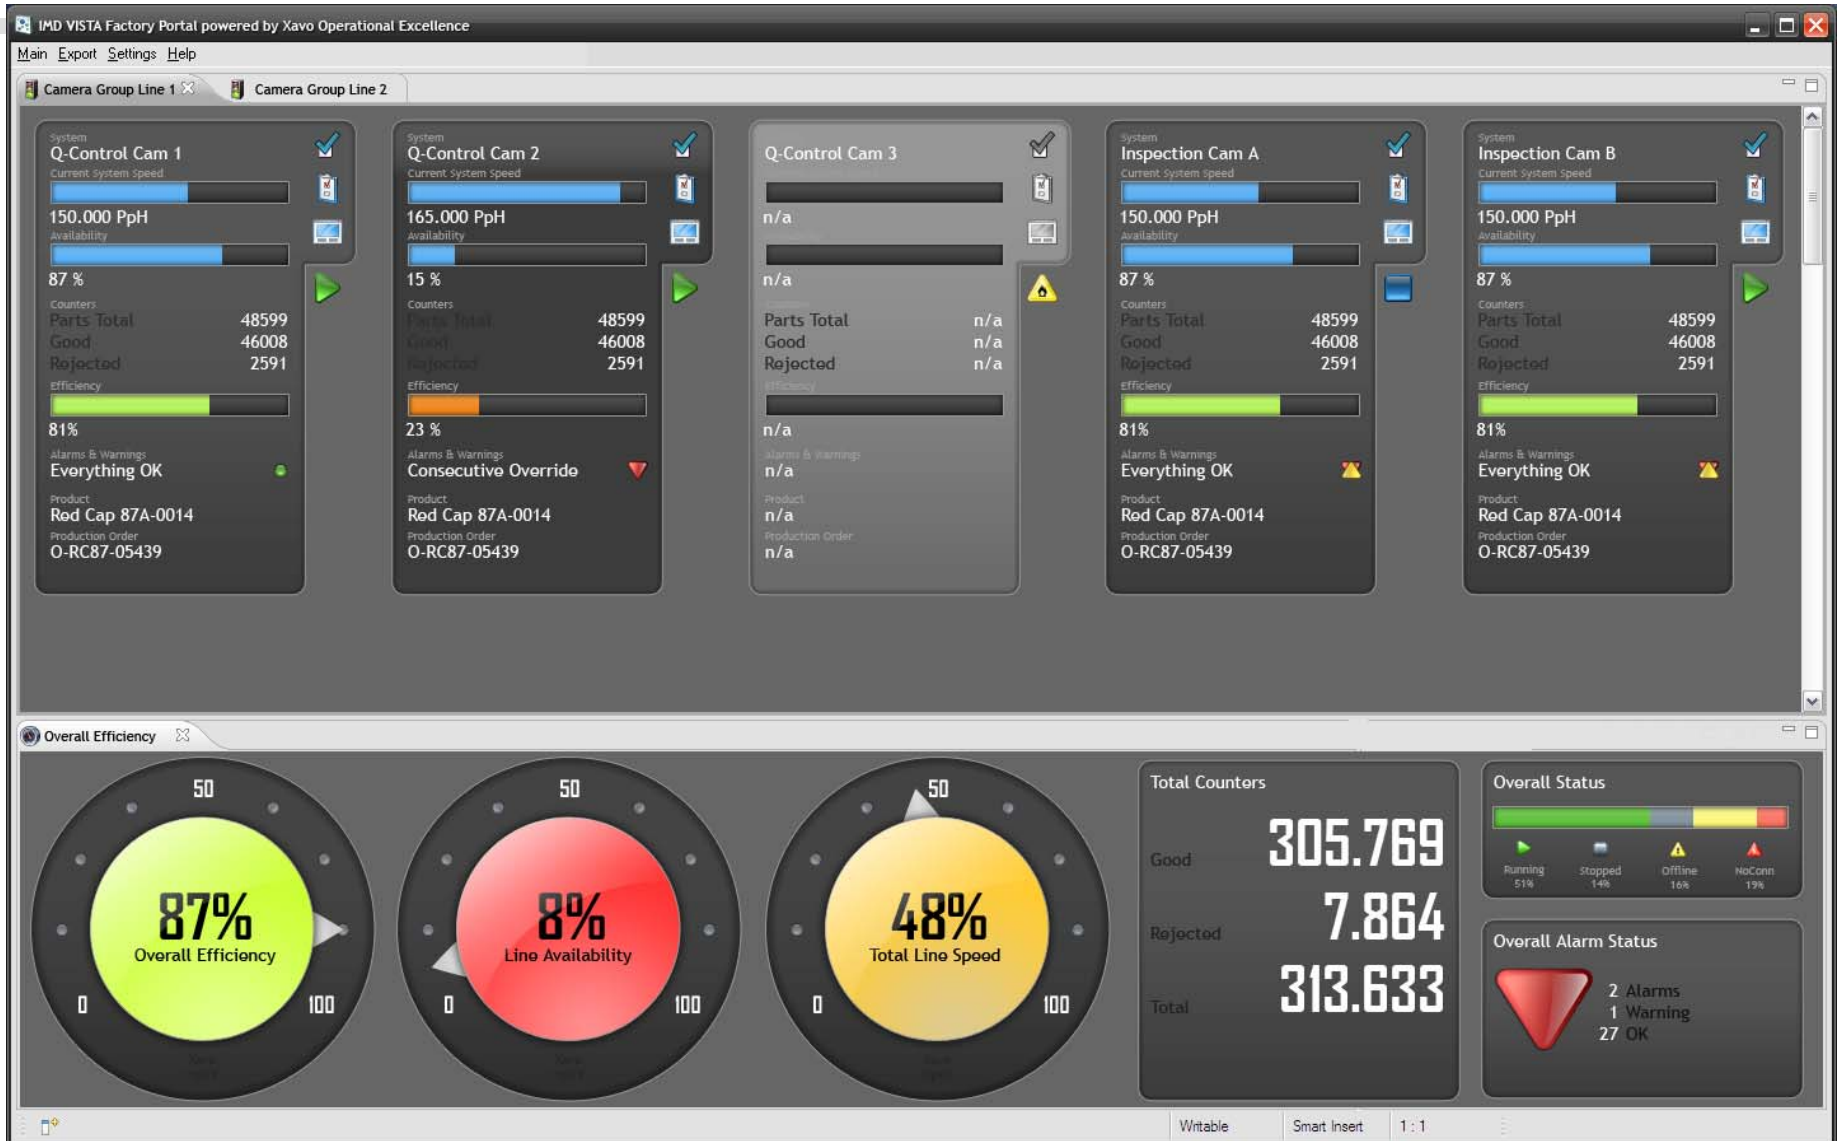 IMD VISTA Factory Portal powered by Xavo Operational Excellence
Main Export Settings Help
Camera Group Line 1
Camera Group Line 2
System
Q-Control Cam 1
Current System Speed
150.000 PpH
Availability
87 %
Counters
Parts Total 48599
Good 46008
Rejected 2591
Efficiency
81%
Alarms & Warnings
Everything OK
Product
Red Cap 87A-0014
Production Order
O-RC87-05439
System
Q-Control Cam 2
Current System Speed
165.000 PpH
Availability
15 %
Counters
Parts Total 48599
Good 46008
Rejected 2591
Efficiency
23 %
Alarms & Warnings
Consecutive Override
Product
Red Cap 87A-0014
Production Order
O-RC87-05439
Q-Control Cam 3
n/a
n/a
Counters
Parts Total n/a
Good n/a
Rejected n/a
Efficiency
n/a
Alarms & Warnings
n/a
Product
n/a
Production Order
n/a
System
Inspection Cam A
Current System Speed
150.000 PpH
Availability
87 %
Counters
Parts Total 48599
Good 46008
Rejected 2591
Efficiency
81%
Alarms & Warnings
Everything OK
Product
Red Cap 87A-0014
Production Order
O-RC87-05439
System
Inspection Cam B
Current System Speed
150.000 PpH
Availability
87 %
Counters
Parts Total 48599
Good 46008
Rejected 2591
Efficiency
81%
Alarms & Warnings
Everything OK
Product
Red Cap 87A-0014
Production Order
O-RC87-05439
Overall Efficiency
50
87%
Overall Efficiency
0 100
50
8%
Line Availability
0 100
50
48%
Total Line Speed
0 100
Total Counters
Good 305.769
Rejected 7.864
Total 313.633
Overall Status
Running Stopped Offline NoConn
51% 14% 16% 19%
Overall Alarm Status
2 Alarms
1 Warning
27 OK
Writable Smart Insert 1 : 1